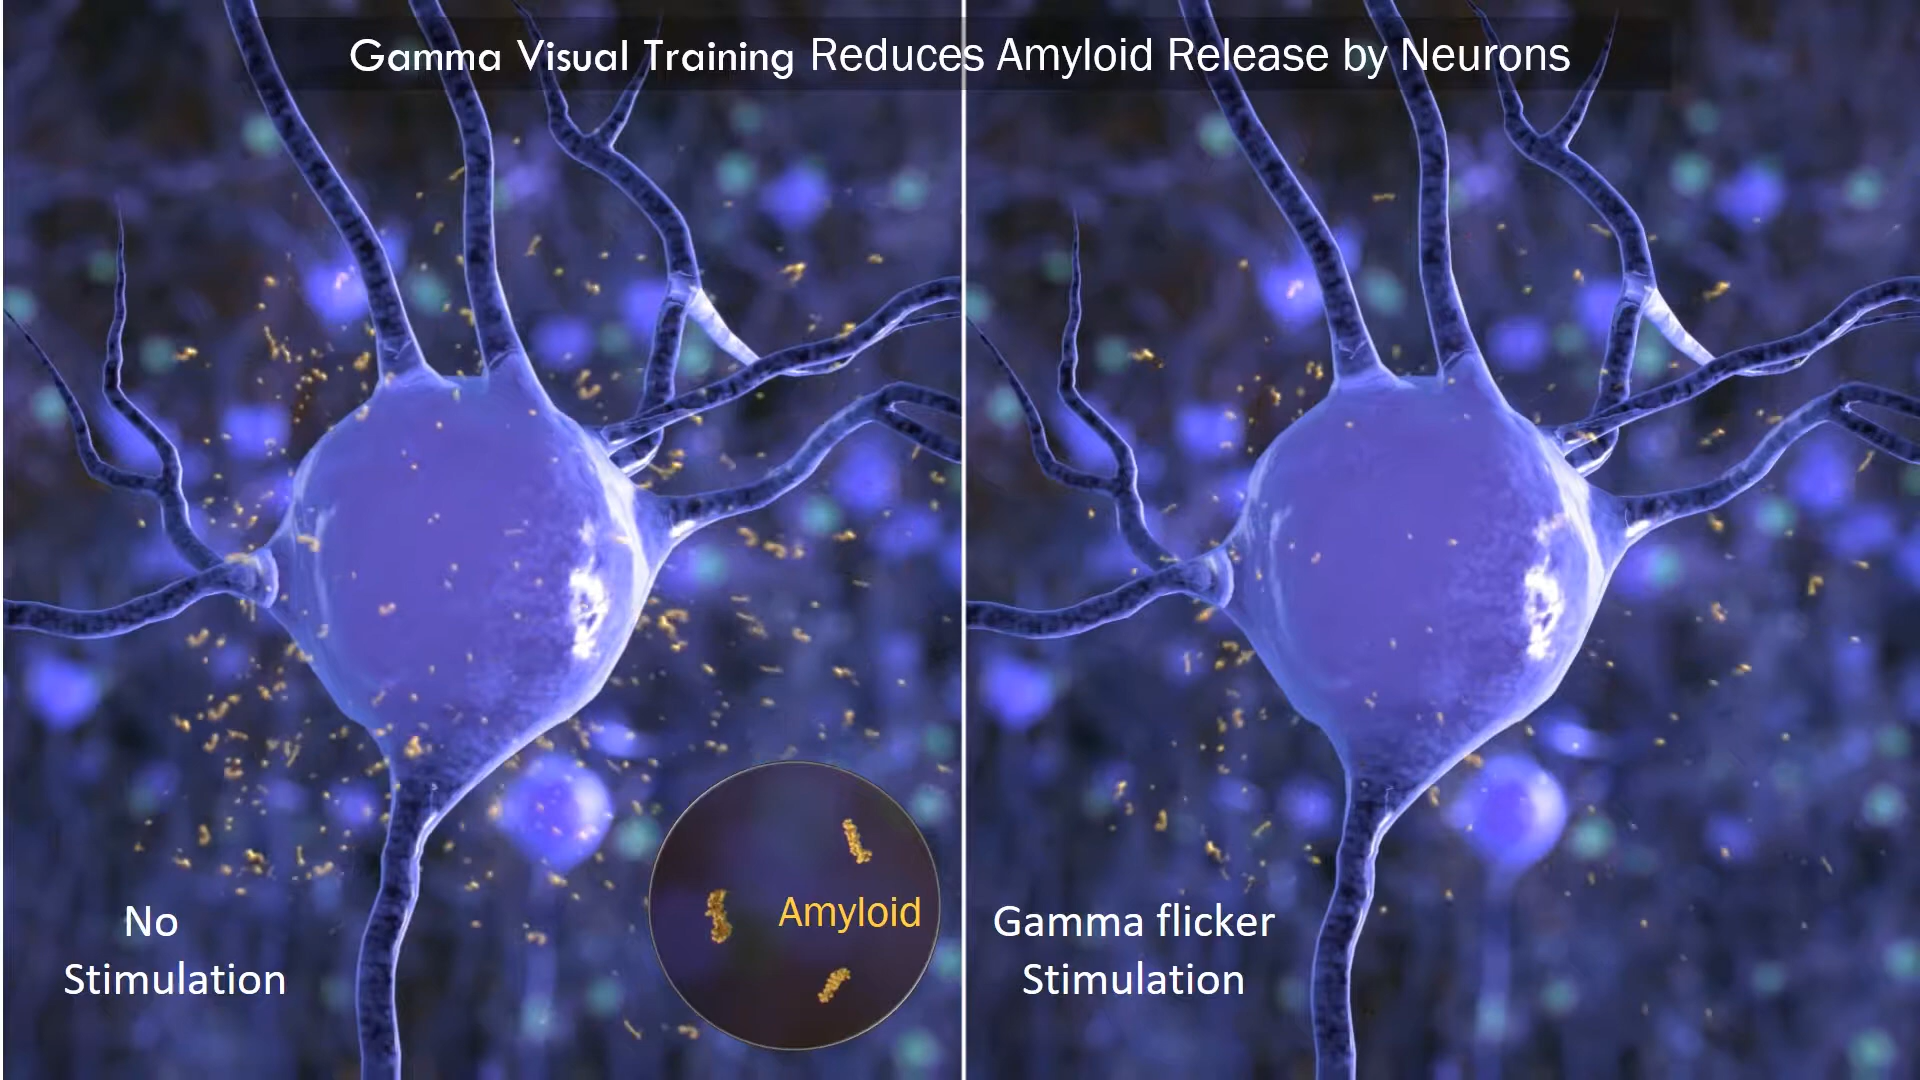 Gamma Visual Training Reduces Amyloid Release by Neurons
No
Stimulation
Amyloid
Gamma flicker
Stimulation